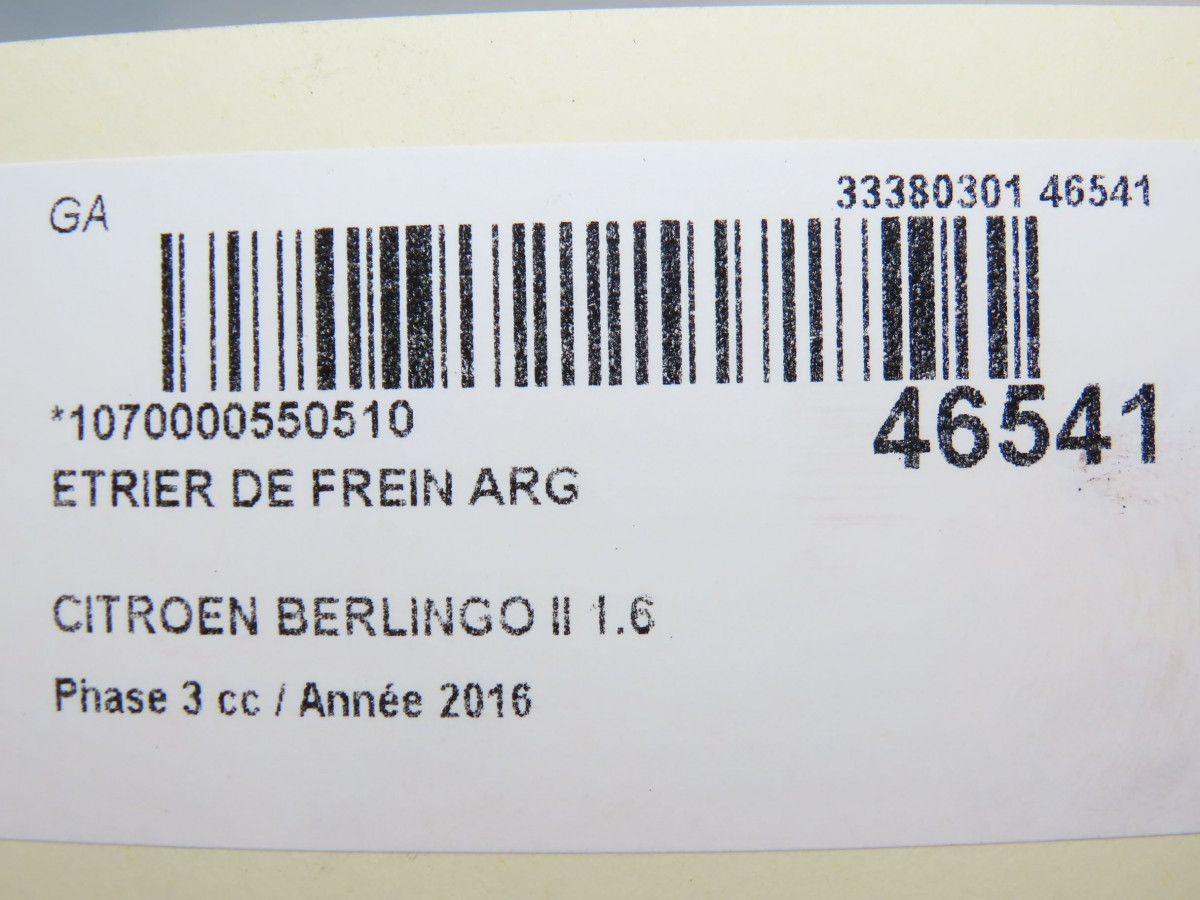 GA
33380301 46541
*1070000550510
46541
ETRIER DE FREIN ARG
CITROEN BERLINGO II 1.6
Phase 3 cc / Année 2016